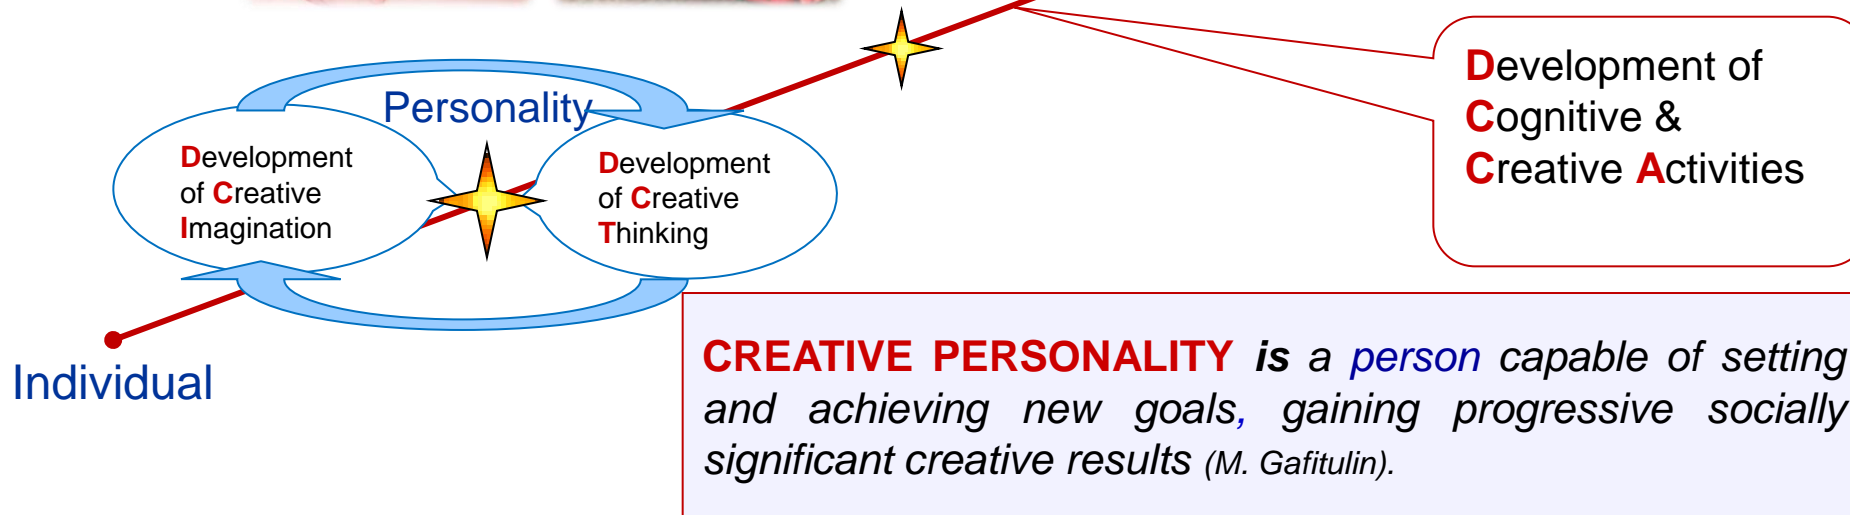 Personality
Development
of Creative
Imagination
Development
of Creative
Thinking
Development of
Cognitive &
Creative Activities
Individual
CREATIVE PERSONALITY is a person capable of setting
and achieving new goals, gaining progressive socially
significant creative results (M. Gafitulin).